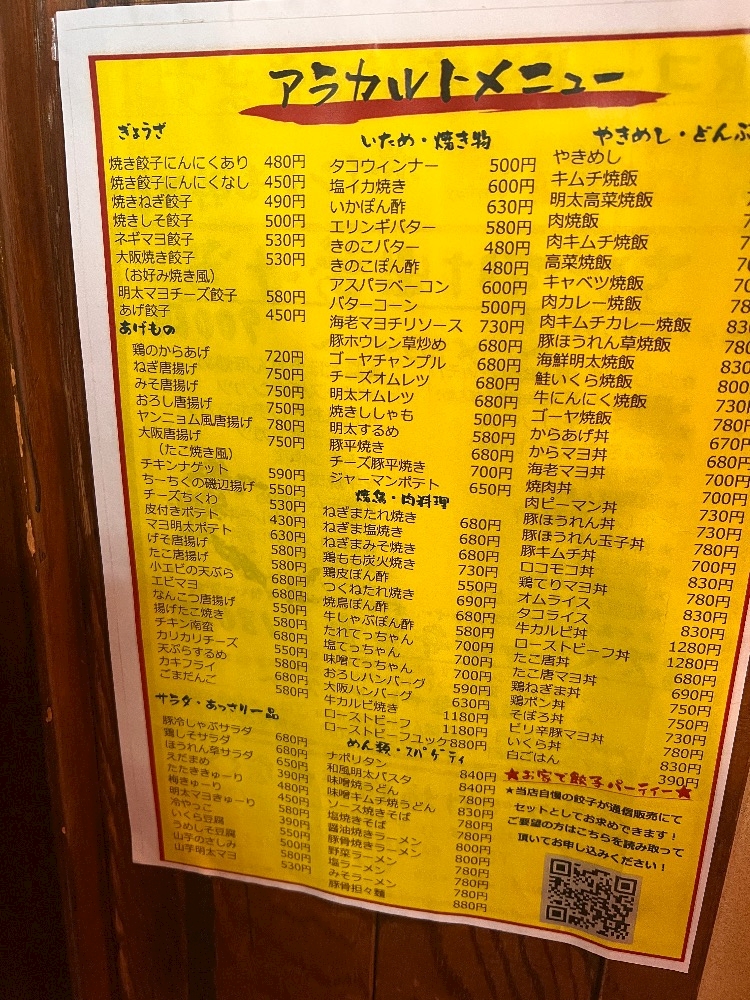 アラカルトメニュー
ぎょうざ
焼き餃子にんにくあり 480円
焼き餃子にんにくなし 450円
焼きねぎ餃子 490円
焼きしそ餃子 500円
ネギマヨ餃子 530円
大阪焼き餃子 530円
(お好み焼き風)
明太マヨチーズ餃子 580円
あげ餃子 450円
あげもの
鶏のからあげ 720円
ねぎ唐揚げ 750円
みそ唐揚げ 750円
おろし唐揚げ 750円
ヤンニョム風唐揚げ 780円
大阪唐揚げ 750円
(たこ焼き風)
チキンナゲット 590円
ちーちくの磯辺揚げ 550円
チーズちくわ 530円
皮付きポテト 430円
マヨ明太ポテト 630円
げそ唐揚げ 580円
たこ唐揚げ 580円
小エビの天ぷら 580円
エビマヨ 680円
なんこつ唐揚げ 550円
揚げたこ焼き 580円
チキン南蛮 680円
カリカリチーズ 550円
天ぷらするめ 580円
カキフライ 680円
ごまだんご 580円
サラダ・あっさり一品
豚冷しゃぶサラダ 680円
鶏しそサラダ 680円
ほうれん草サラダ 650円
えだまめ 390円
たたききゅーり 480円
梅きゅーり 450円
明太マヨきゅーり 580円
冷やっこ 390円
いくら豆腐 550円
うめしそ豆腐 500円
山芋のさしみ 580円
山芋明太マヨ 530円
いため・焼き物
タコウィンナー 500円
塩イカ焼き 600円
いかぽん酢 630円
エリンギバター 580円
きのこバター 480円
きのこぽん酢 480円
アスパラベーコン 600円
バターコーン 500円
海老マヨチリソース 730円
豚ホウレン草炒め 680円
ゴーヤチャンプル 680円
チーズオムレツ 680円
明太オムレツ 680円
焼きししゃも 500円
明太するめ 580円
豚平焼き 680円
チーズ豚平焼き 700円
ジャーマンポテト 650円
焼鳥・肉料理
ねぎまたれ焼き 680円
ねぎま塩焼き 680円
ねぎまみそ焼き 680円
鶏もも炭火焼き 730円
鶏皮ぽん酢 550円
つくねたれ焼き 690円
焼鳥ぽん酢 680円
牛しゃぶぽん酢 580円
たれてっちゃん 700円
塩てっちゃん 700円
味噌てっちゃん 700円
おろしハンバーグ 700円
大阪ハンバーグ 590円
牛カルビ焼き 630円
ローストビーフ 1180円
ローストビーフユッケ 880円
めん類・スパゲティ
ナポリタン 840円
和風明太パスタ 840円
味噌焼うどん 780円
味噌キムチ焼うどん 830円
ソース焼きそば 780円
塩焼きそば 780円
醤油焼きラーメン 800円
豚骨焼きラーメン 800円
野菜ラーメン 780円
塩ラーメン 780円
みそラーメン 780円
豚骨担々麺 880円
やきめし・どんぶ
やきめし
キムチ焼飯
明太高菜焼飯
肉焼飯 7
肉キムチ焼飯 7
高菜焼飯 70
キャベツ焼飯 70
肉カレー焼飯 78
肉キムチカレー焼飯 830
豚ほうれん草焼飯 780
海鮮明太焼飯 830
鮭いくら焼飯 800
牛にんにく焼飯 730円
ゴーヤ焼飯 780円
からあげ丼 670円
からマヨ丼 680円
海老マヨ丼 700円
焼肉丼 700円
肉ピーマン丼 730円
豚ほうれん丼 730円
豚ほうれん玉子丼 780円
豚キムチ丼 700円
ロコモコ丼 830円
鶏てりマヨ丼 780円
オムライス 830円
タコライス 830円
牛カルビ丼 1280円
ローストビーフ丼 1280円
たこ唐丼 680円
たこ唐マヨ丼 690円
鶏ねぎま丼 750円
鶏ポン丼 750円
そぼろ丼 730円
ピリ辛豚マヨ丼 780円
いくら丼 830円
白ごはん 390円
★お家で餃子パーティー★
★当店自慢の餃子が通信販売にて
セットとしてお求めできます！
ご要望の方はこちらを読み取って
頂いてお申し込みください！